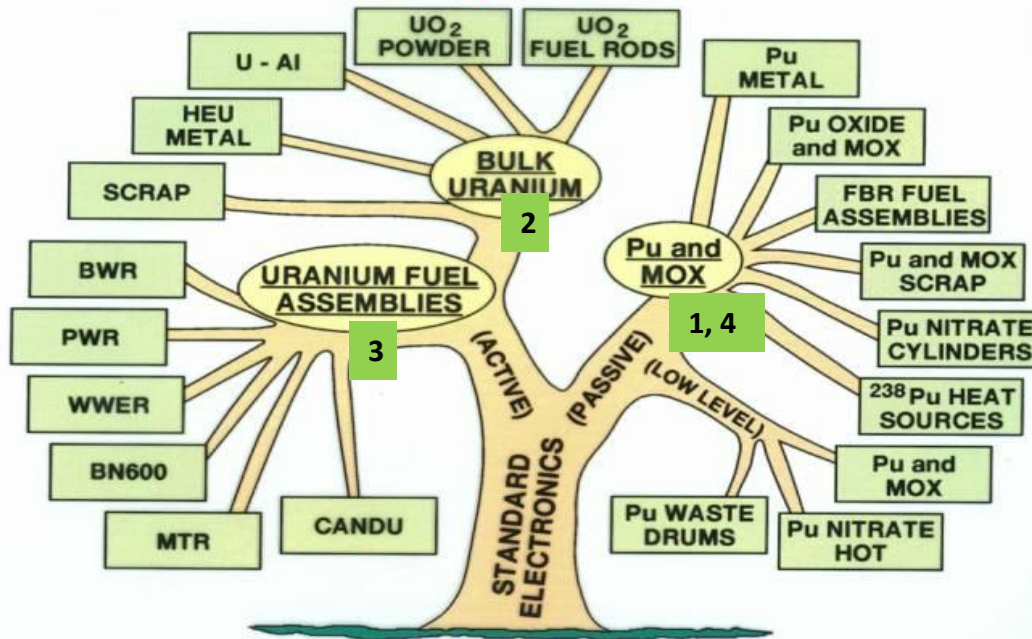 UO₂
POWDER
UO₂
FUEL RODS
U - Al
HEU
METAL
SCRAP
BULK
URANIUM
2
Pu
METAL
Pu OXIDE
and MOX
FBR FUEL
ASSEMBLIES
Pu and MOX
SCRAP
Pu NITRATE
CYLINDERS
²³⁸Pu HEAT
SOURCES
Pu and
MOX
1, 4
BWR
PWR
WWER
BN600
MTR
CANDU
URANIUM FUEL
ASSEMBLIES
3
(ACTIVE)
(PASSIVE)
(LOW LEVEL)
Pu WASTE
DRUMS
Pu NITRATE
HOT
Pu and
MOX
STANDARD
ELECTRONICS